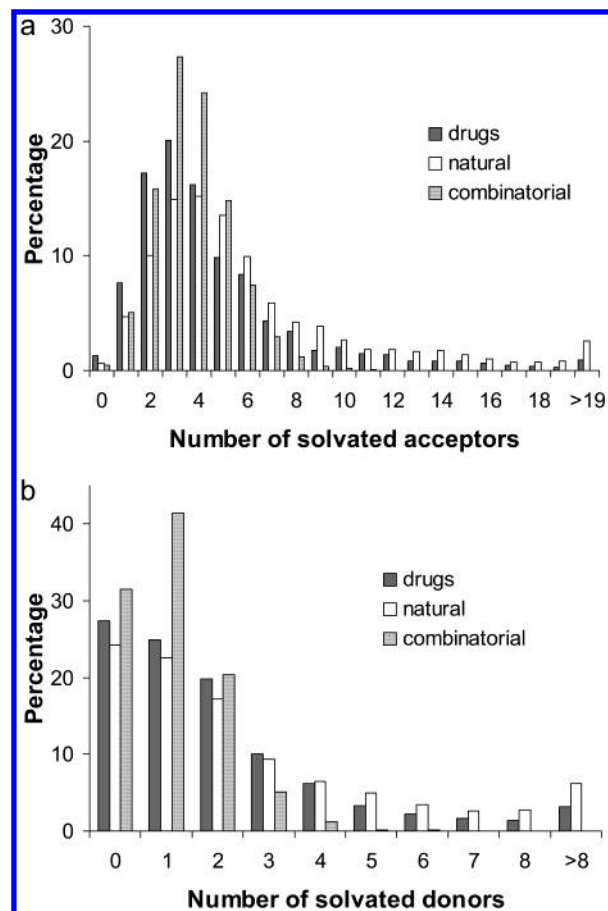 a
30
20
10
0
Percentage
drugs
natural
combinatorial
0 2 4 6 8 10 12 14 16 18 >19
Number of solvated acceptors
b
40
30
20
10
0
Percentage
drugs
natural
combinatorial
0 1 2 3 4 5 6 7 8 >8
Number of solvated donors